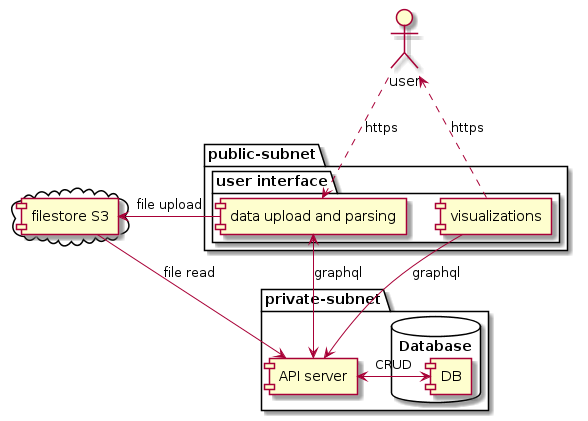 user
https
https
public-subnet
user interface
filestore S3
file upload
data upload and parsing
visualizations
file read
graphql
graphql
private-subnet
Database
API server
CRUD
DB